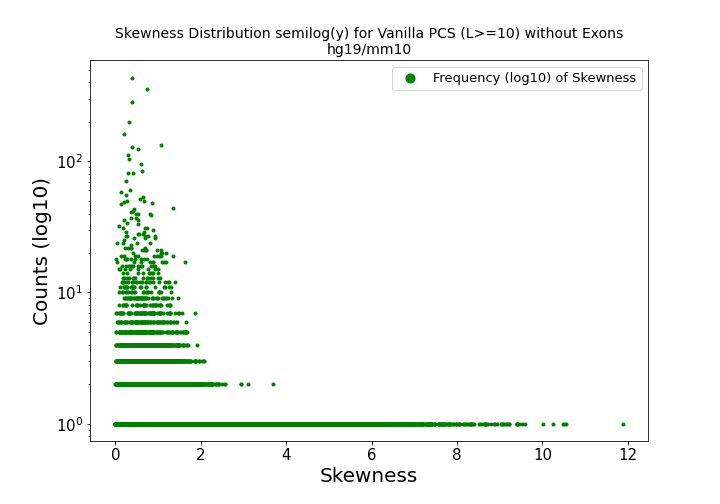 Skewness Distribution semilog(y) for Vanilla PCS (L>=10) without Exons
hg19/mm10
Frequency (log10) of Skewness
Counts (log10)
10²
10¹
10⁰
0 2 4 6 8 10 12
Skewness